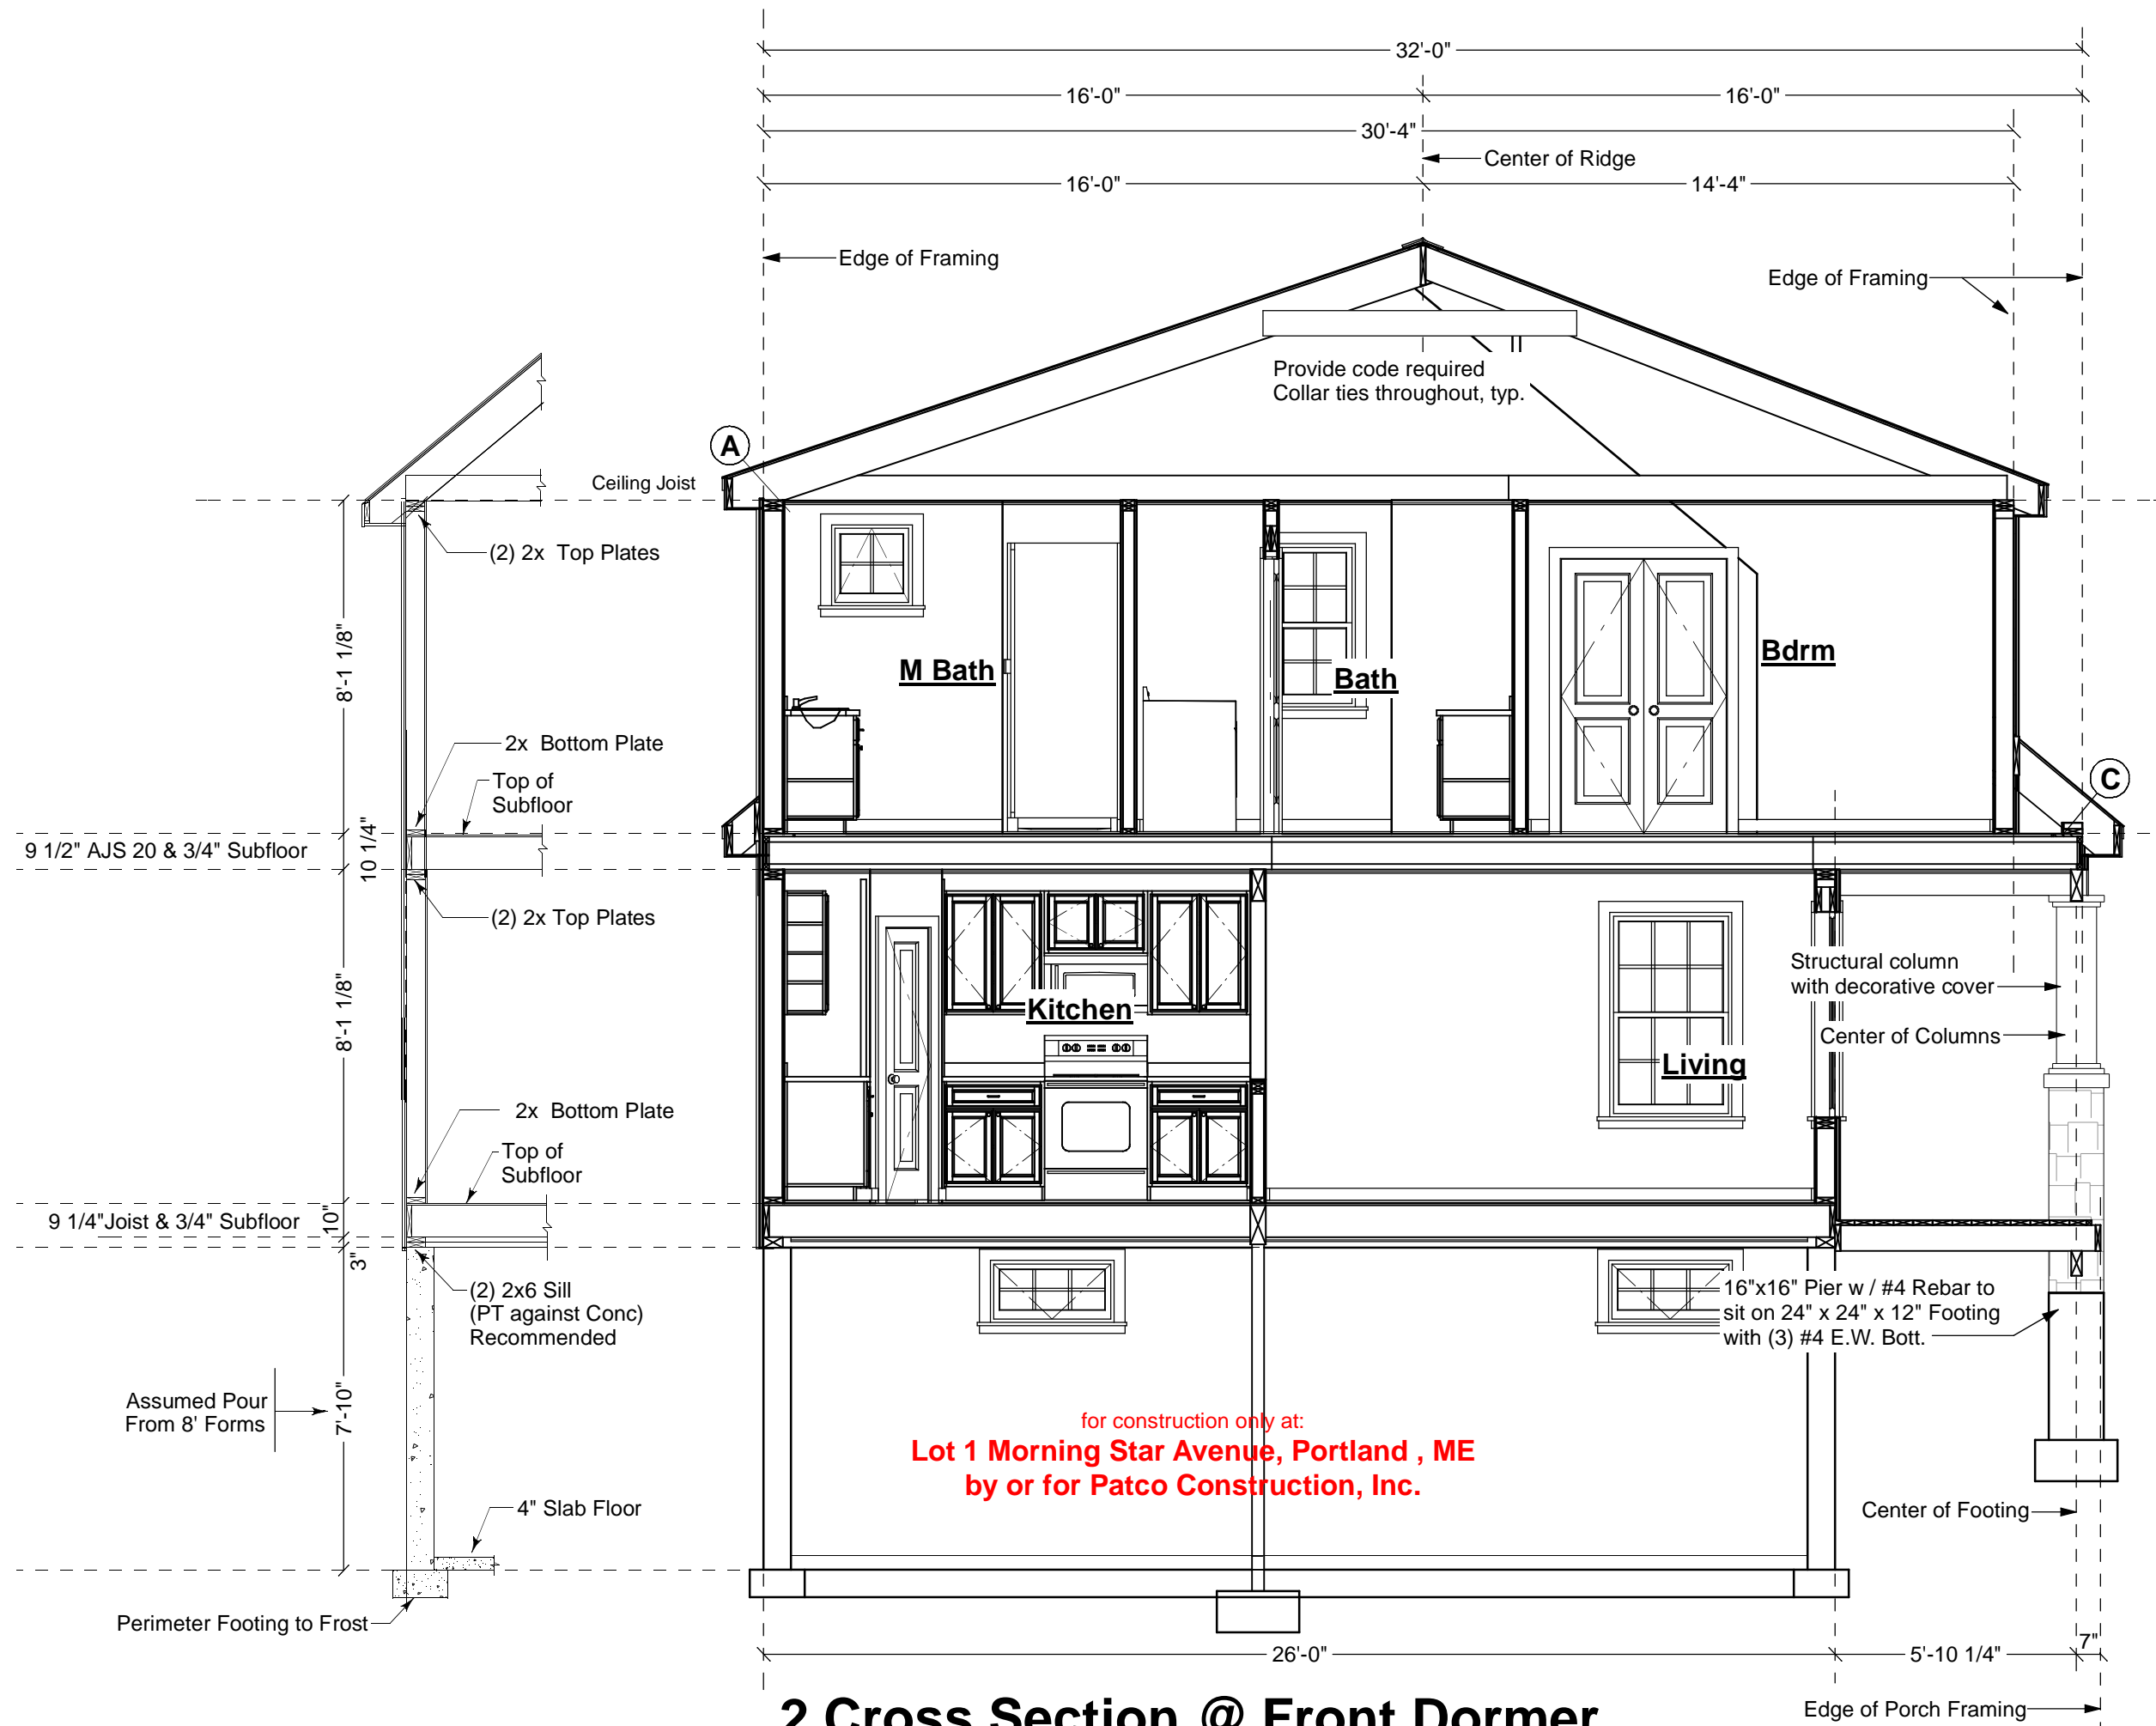 32'-0"
16'-0"
16'-0"
30'-4"
Center of Ridge
16'-0"
14'-4"
Edge of Framing
Edge of Framing
Provide code required
Collar ties throughout, typ.
A
Ceiling Joist
(2) 2x  Top Plates
8'-1 1/8"
M Bath
Bath
Bdrm
2x  Bottom Plate
Top of
Subfloor
C
9 1/2" AJS 20 & 3/4" Subfloor
10 1/4"
(2) 2x Top Plates
8'-1 1/8"
Structural column
with decorative cover
Kitchen
Center of Columns
Living
2x  Bottom Plate
Top of
Subfloor
9 1/4"Joist & 3/4" Subfloor
10"
3"
(2) 2x6 Sill
(PT against Conc)
Recommended
16"x16" Pier w / #4 Rebar to
sit on 24" x 24" x 12" Footing
with (3) #4 E.W. Bott.
Assumed Pour
From 8' Forms
7'-10"
for construction only at:
Lot 1 Morning Star Avenue, Portland , ME
by or for Patco Construction, Inc.
4" Slab Floor
Center of Footing
Perimeter Footing to Frost
26'-0"
5'-10 1/4"
7"
2 Cross Section @ Front Dormer
Edge of Porch Framing